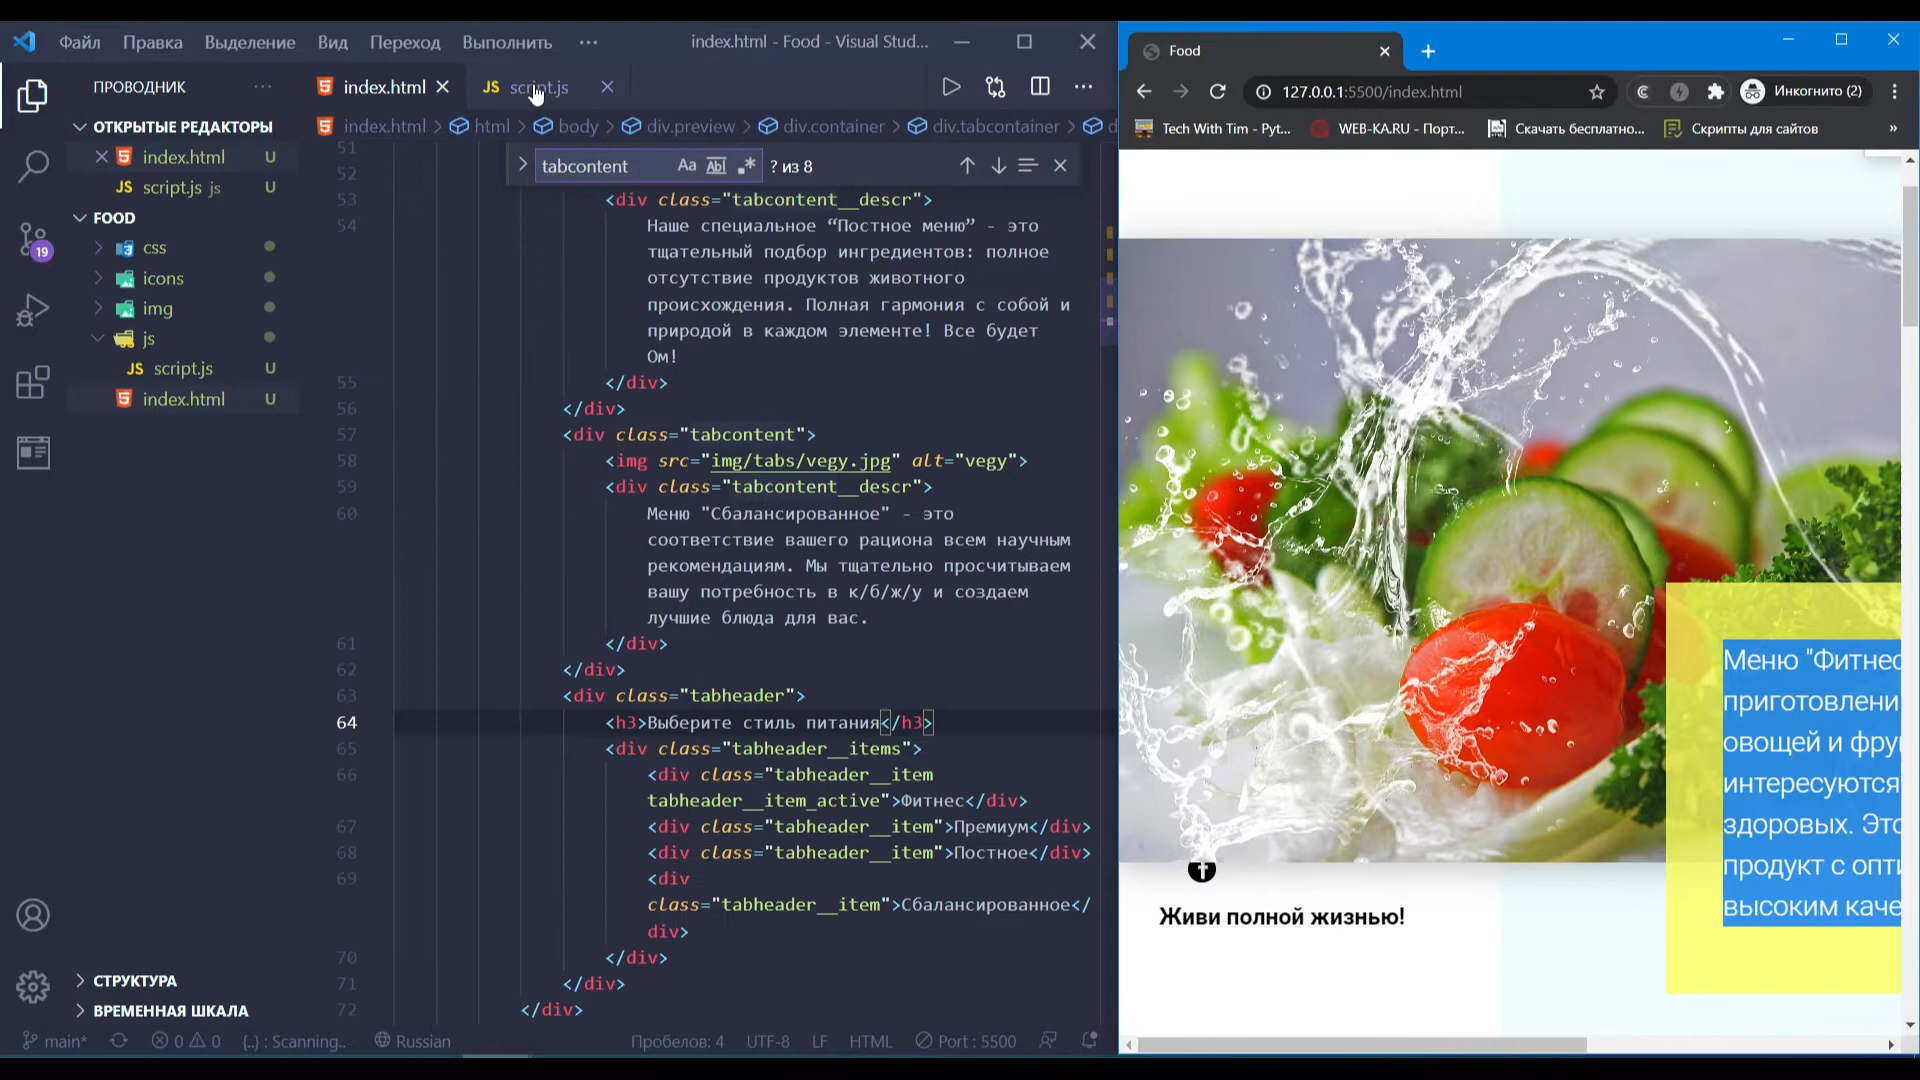 Файл Правка Выделение Вид Переход Выполнить ··· index.html - Food - Visual Stud...
ПРОВОДНИК ···
ОТКРЫТЫЕ РЕДАКТОРЫ
index.html U
JS script.js js U
FOOD
css
icons
img
js
JS script.js U
index.html U
19
СТРУКТУРА
ВРЕМЕННАЯ ШКАЛА
index.html JS script.js
index.html > html > body > div.preview > div.container > div.tabcontainer > d
tabcontent Aa Abl .* ? из 8
51
52
53 <div class="tabcontent__descr">
54 Наше специальное “Постное меню” - это
тщательный подбор ингредиентов: полное
отсутствие продуктов животного
происхождения. Полная гармония с собой и
природой в каждом элементе! Все будет
Ом!
55 </div>
56 </div>
57 <div class="tabcontent">
58 <img src="img/tabs/vegy.jpg" alt="vegy">
59 <div class="tabcontent__descr">
60 Меню "Сбалансированное" - это
соответствие вашего рациона всем научным
рекомендациям. Мы тщательно просчитываем
вашу потребность в к/б/ж/у и создаем
лучшие блюда для вас.
61 </div>
62 </div>
63 <div class="tabheader">
64 <h3>Выберите стиль питания</h3>
65 <div class="tabheader__items">
66 <div class="tabheader__item
tabheader__item_active">Фитнес</div>
67 <div class="tabheader__item">Премиум</div>
68 <div class="tabheader__item">Постное</div>
69 <div
class="tabheader__item">Сбалансированное</
div>
70 </div>
71 </div>
72 </div>
main* 0 0 {..} : Scanning.. Russian Пробелов: 4 UTF-8 LF HTML Port : 5500
Food
127.0.0.1:5500/index.html Инкогнито (2)
Tech With Tim - Pyt... WEB-KA.RU - Порт... Скачать бесплатно... Скрипты для сайтов »
Меню "Фитнес
приготовлени
овощей и фру
интересуются
здоровых. Это
продукт с опти
высоким каче
Живи полной жизнью!